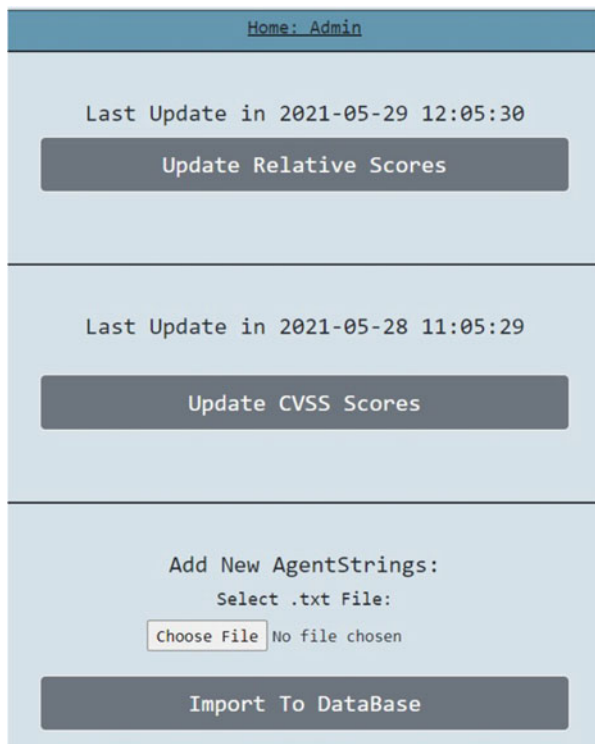 Home: Admin
Last Update in 2021-05-29 12:05:30
Update Relative Scores
Last Update in 2021-05-28 11:05:29
Update CVSS Scores
Add New AgentStrings:
Select .txt File:
Choose File No file chosen
Import To DataBase